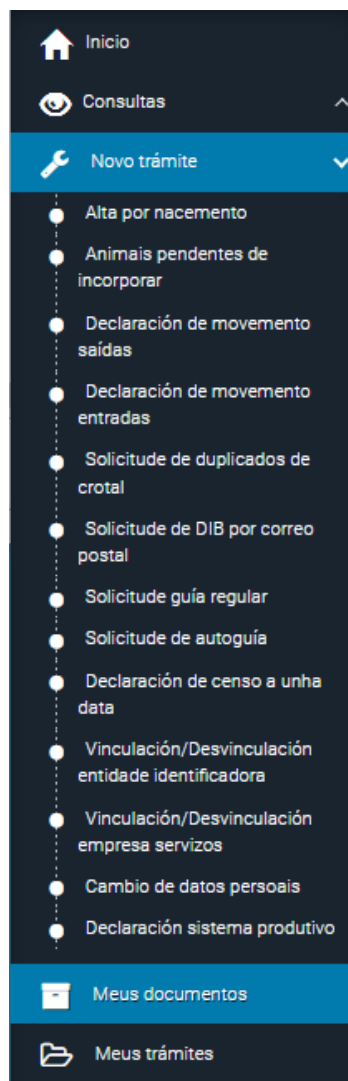 Inicio
Consultas
Novo trámite
Alta por nacemento
Animais pendentes de
incorporar
Declaración de movemento
saídas
Declaración de movemento
entradas
Solicitude de duplicados de
crotal
Solicitude de DIB por correo
postal
Solicitude guía regular
Solicitude de autoguía
Declaración de censo a unha
data
Vinculación/Desvinculación
entidade identificadora
Vinculación/Desvinculación
empresa servizos
Cambio de datos persoais
Declaración sistema produtivo
Meus documentos
Meus trámites